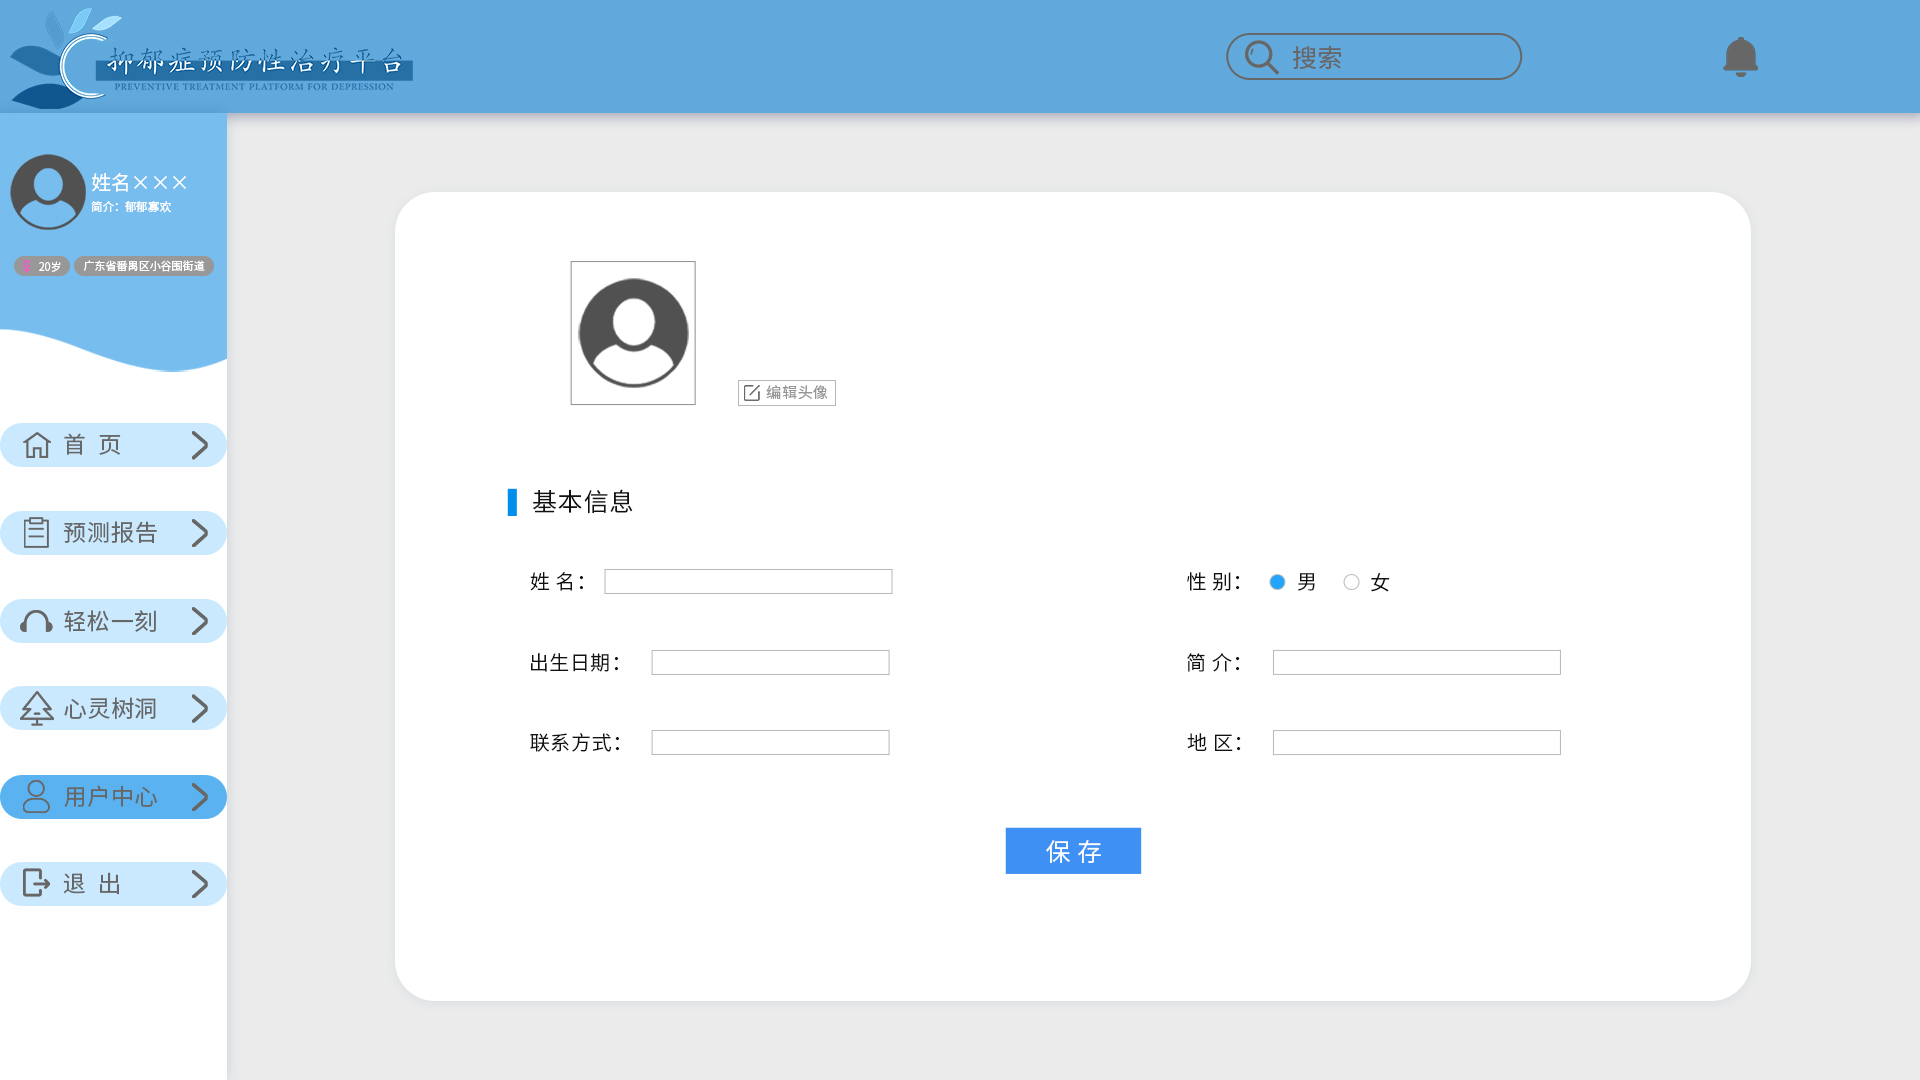 抑郁症预防性治疗平台
PREVENTIVE TREATMENT PLATFORM FOR DEPRESSION
搜索
姓名×××
简介：郁郁寡欢
20岁
广东省番禺区小谷围街道
首 页
预测报告
轻松一刻
心灵树洞
用户中心
退 出
编辑头像
基本信息
姓 名：
性 别： 男 女
出生日期：
简 介：
联系方式：
地 区：
保 存